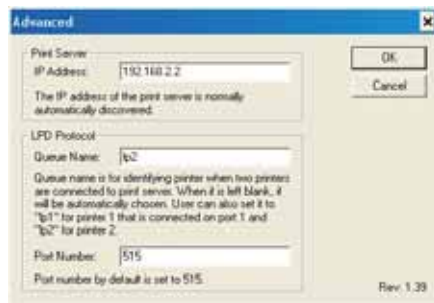 Advanced
Print Server
OK
IP Address: 192.168.2.2
Cancel
The IP address of the print server is normally
automatically discovered.
LPD Protocol
Queue Name: lp2
Queue name is for identifying printer when two printers
are connected to print server. When it is left blank, it
will be automatically chosen. User can also set it to
"lp1" for printer 1 that is connected on port 1 and
"lp2" for printer 2.
Port Number: 515
Port number by default is set to 515.
Rev: 1.39